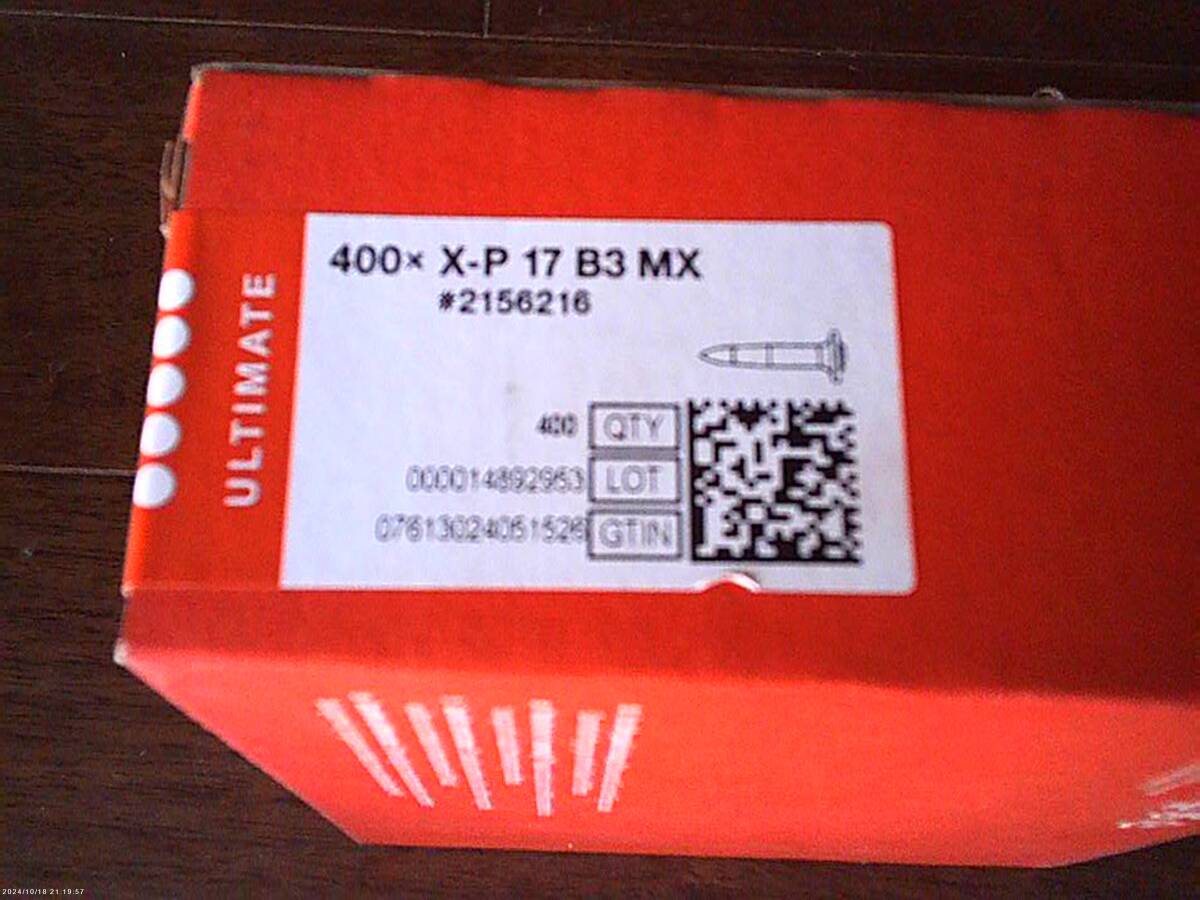 400× X-P 17 B3 MX
#2156216
ULTIMATE
400 QTY
000014892953 LOT
07613024051526 GTIN
2024/10/18 21:19:57